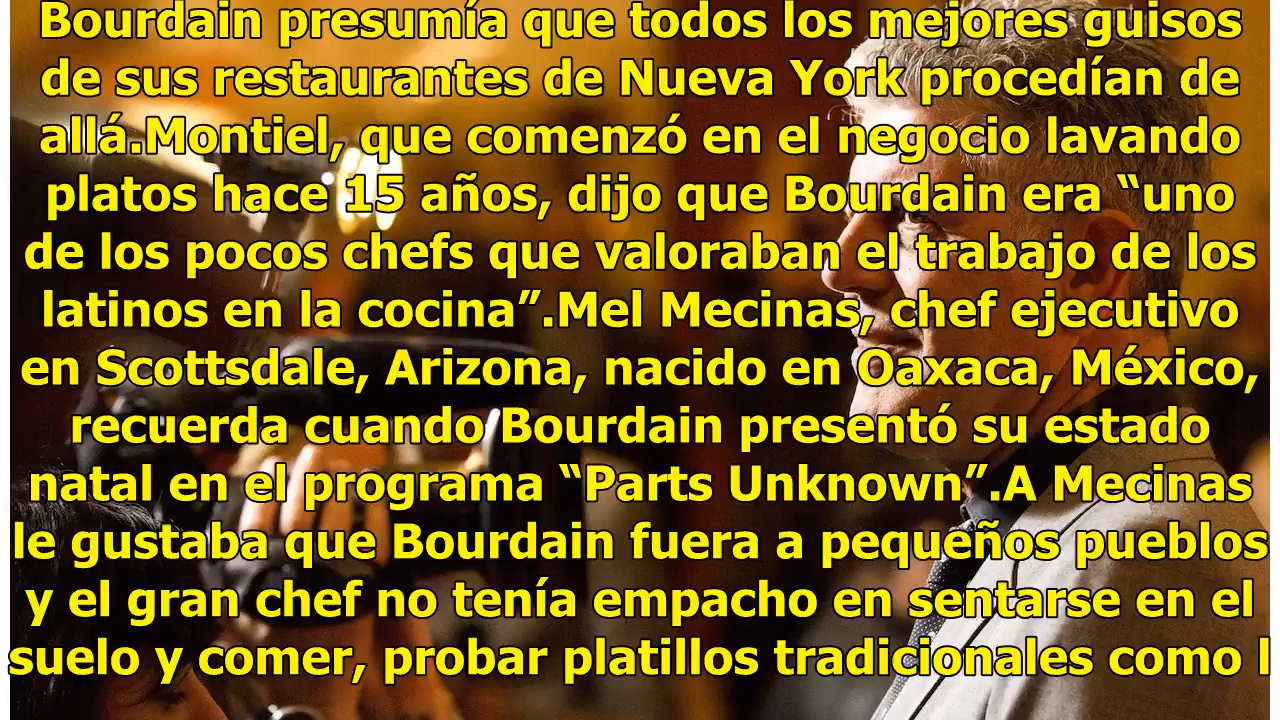 Bourdain presumía que todos los mejores guisos
de sus restaurantes de Nueva York procedían de
allá.Montiel, que comenzó en el negocio lavando
platos hace 15 años, dijo que Bourdain era “uno
de los pocos chefs que valoraban el trabajo de los
latinos en la cocina”.Mel Mecinas, chef ejecutivo
en Scottsdale, Arizona, nacido en Oaxaca, México,
recuerda cuando Bourdain presentó su estado
natal en el programa “Parts Unknown”.A Mecinas
le gustaba que Bourdain fuera a pequeños pueblos
y el gran chef no tenía empacho en sentarse en el
suelo y comer, probar platillos tradicionales como